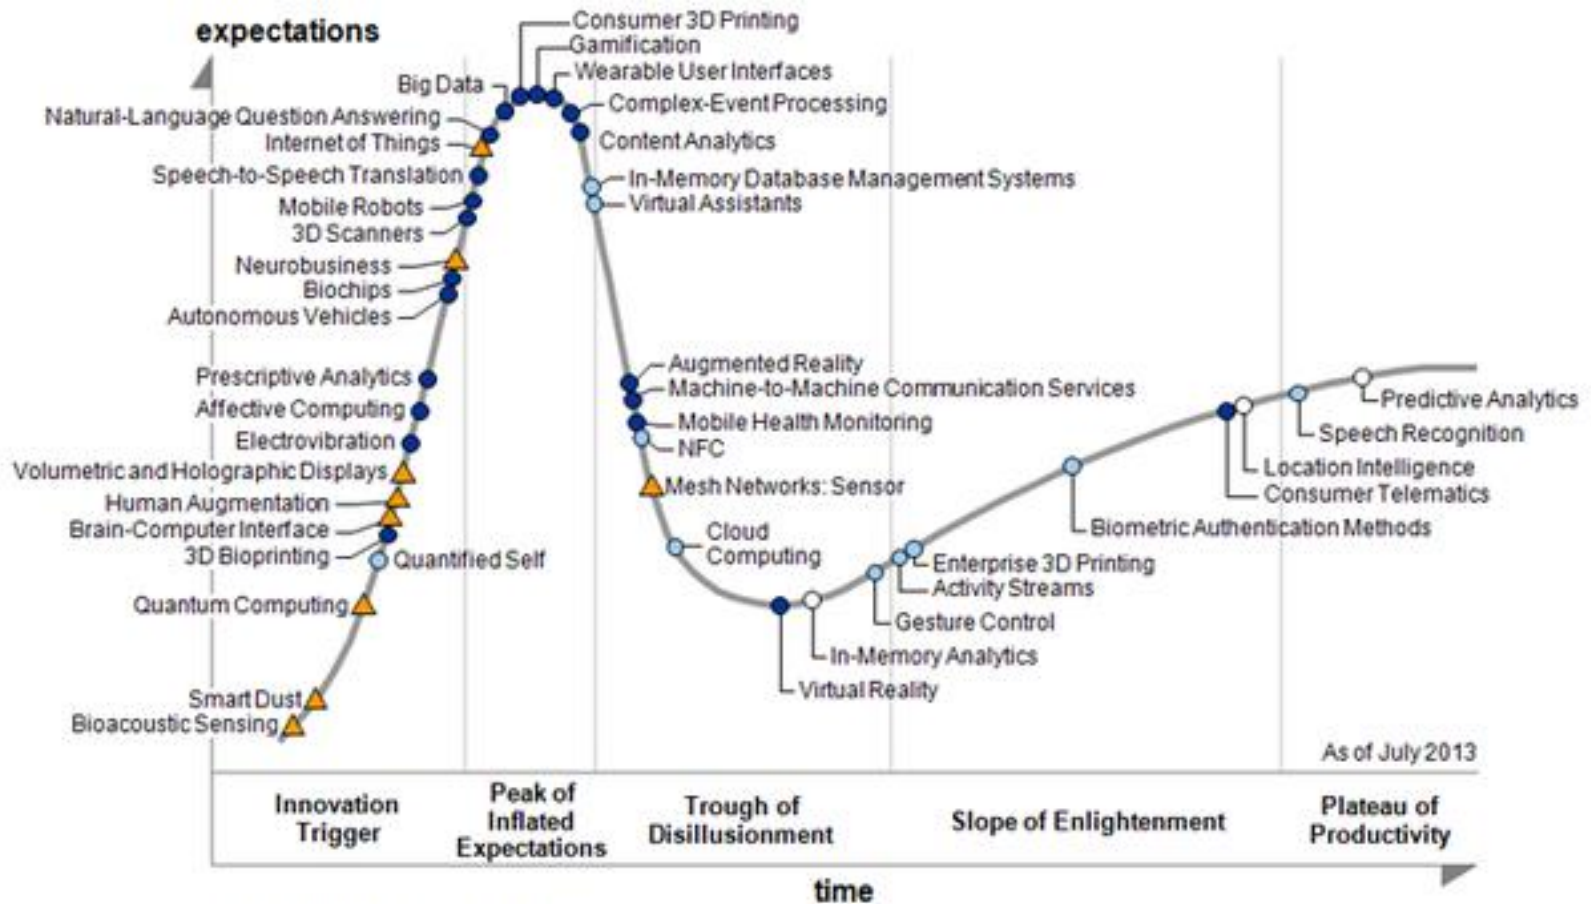 expectations
Consumer 3D Printing
Gamification
Wearable User Interfaces
Big Data
Complex-Event Processing
Natural-Language Question Answering
Internet of Things
Content Analytics
Speech-to-Speech Translation
In-Memory Database Management Systems
Mobile Robots
Virtual Assistants
3D Scanners
Neurobusiness
Biochips
Autonomous Vehicles
Augmented Reality
Prescriptive Analytics
Machine-to-Machine Communication Services
Affective Computing
Mobile Health Monitoring
Electrovibration
NFC
Volumetric and Holographic Displays
Mesh Networks: Sensor
Human Augmentation
Brain-Computer Interface
Cloud
Computing
3D Bioprinting
Quantified Self
Quantum Computing
Smart Dust
Bioacoustic Sensing
Predictive Analytics
Speech Recognition
Location Intelligence
Consumer Telematics
Biometric Authentication Methods
Enterprise 3D Printing
Activity Streams
Gesture Control
In-Memory Analytics
Virtual Reality
As of July 2013
Innovation
Trigger
Peak of
Inflated
Expectations
Trough of
Disillusionment
Slope of Enlightenment
Plateau of
Productivity
time